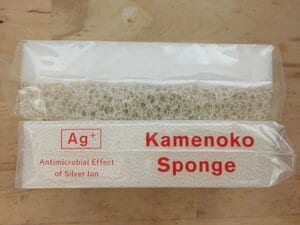 Ag+
Antimicrobial Effect
of Silver Ion
Kamenoko
Sponge